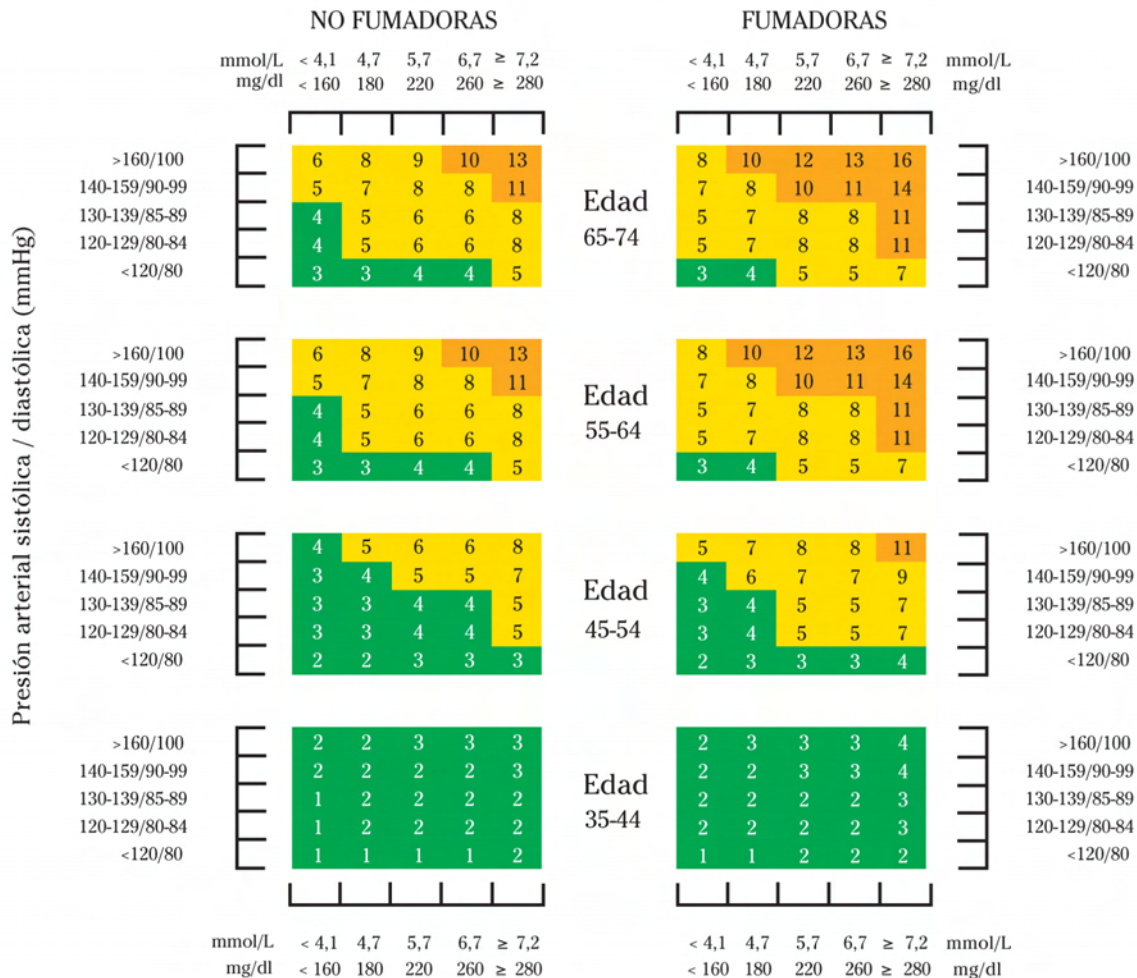 NO FUMADORAS FUMADORAS
mmol/L < 4,1 4,7 5,7 6,7 ≥ 7,2 < 4,1 4,7 5,7 6,7 ≥ 7,2 mmol/L
mg/dl < 160 180 220 260 ≥ 280 < 160 180 220 260 ≥ 280 mg/dl
Presión arterial sistólica / diastólica (mmHg)
>160/100 6 8 9 10 13 8 10 12 13 16 >160/100
140-159/90-99 5 7 8 8 11 7 8 10 11 14 140-159/90-99
Edad
130-139/85-89 4 5 6 6 8 5 7 8 8 11 130-139/85-89
65-74
120-129/80-84 4 5 6 6 8 5 7 8 8 11 120-129/80-84
<120/80 3 3 4 4 5 3 4 5 5 7 <120/80
>160/100 6 8 9 10 13 8 10 12 13 16 >160/100
140-159/90-99 5 7 8 8 11 7 8 10 11 14 140-159/90-99
Edad
130-139/85-89 4 5 6 6 8 5 7 8 8 11 130-139/85-89
55-64
120-129/80-84 4 5 6 6 8 5 7 8 8 11 120-129/80-84
<120/80 3 3 4 4 5 3 4 5 5 7 <120/80
>160/100 4 5 6 6 8 5 7 8 8 11 >160/100
140-159/90-99 3 4 5 5 7 4 6 7 7 9 140-159/90-99
Edad
130-139/85-89 3 3 4 4 5 3 4 5 5 7 130-139/85-89
45-54
120-129/80-84 3 3 4 4 5 3 4 5 5 7 120-129/80-84
<120/80 2 2 3 3 3 2 3 3 3 4 <120/80
>160/100 2 2 3 3 3 2 3 3 3 4 >160/100
140-159/90-99 2 2 2 2 3 2 2 3 3 4 140-159/90-99
Edad
130-139/85-89 1 2 2 2 2 2 2 2 2 3 130-139/85-89
35-44
120-129/80-84 1 2 2 2 2 2 2 2 2 3 120-129/80-84
<120/80 1 1 1 1 2 1 1 2 2 2 <120/80
mmol/L < 4,1 4,7 5,7 6,7 ≥ 7,2 < 4,1 4,7 5,7 6,7 ≥ 7,2 mmol/L
mg/dl < 160 180 220 260 ≥ 280 < 160 180 220 260 ≥ 280 mg/dl